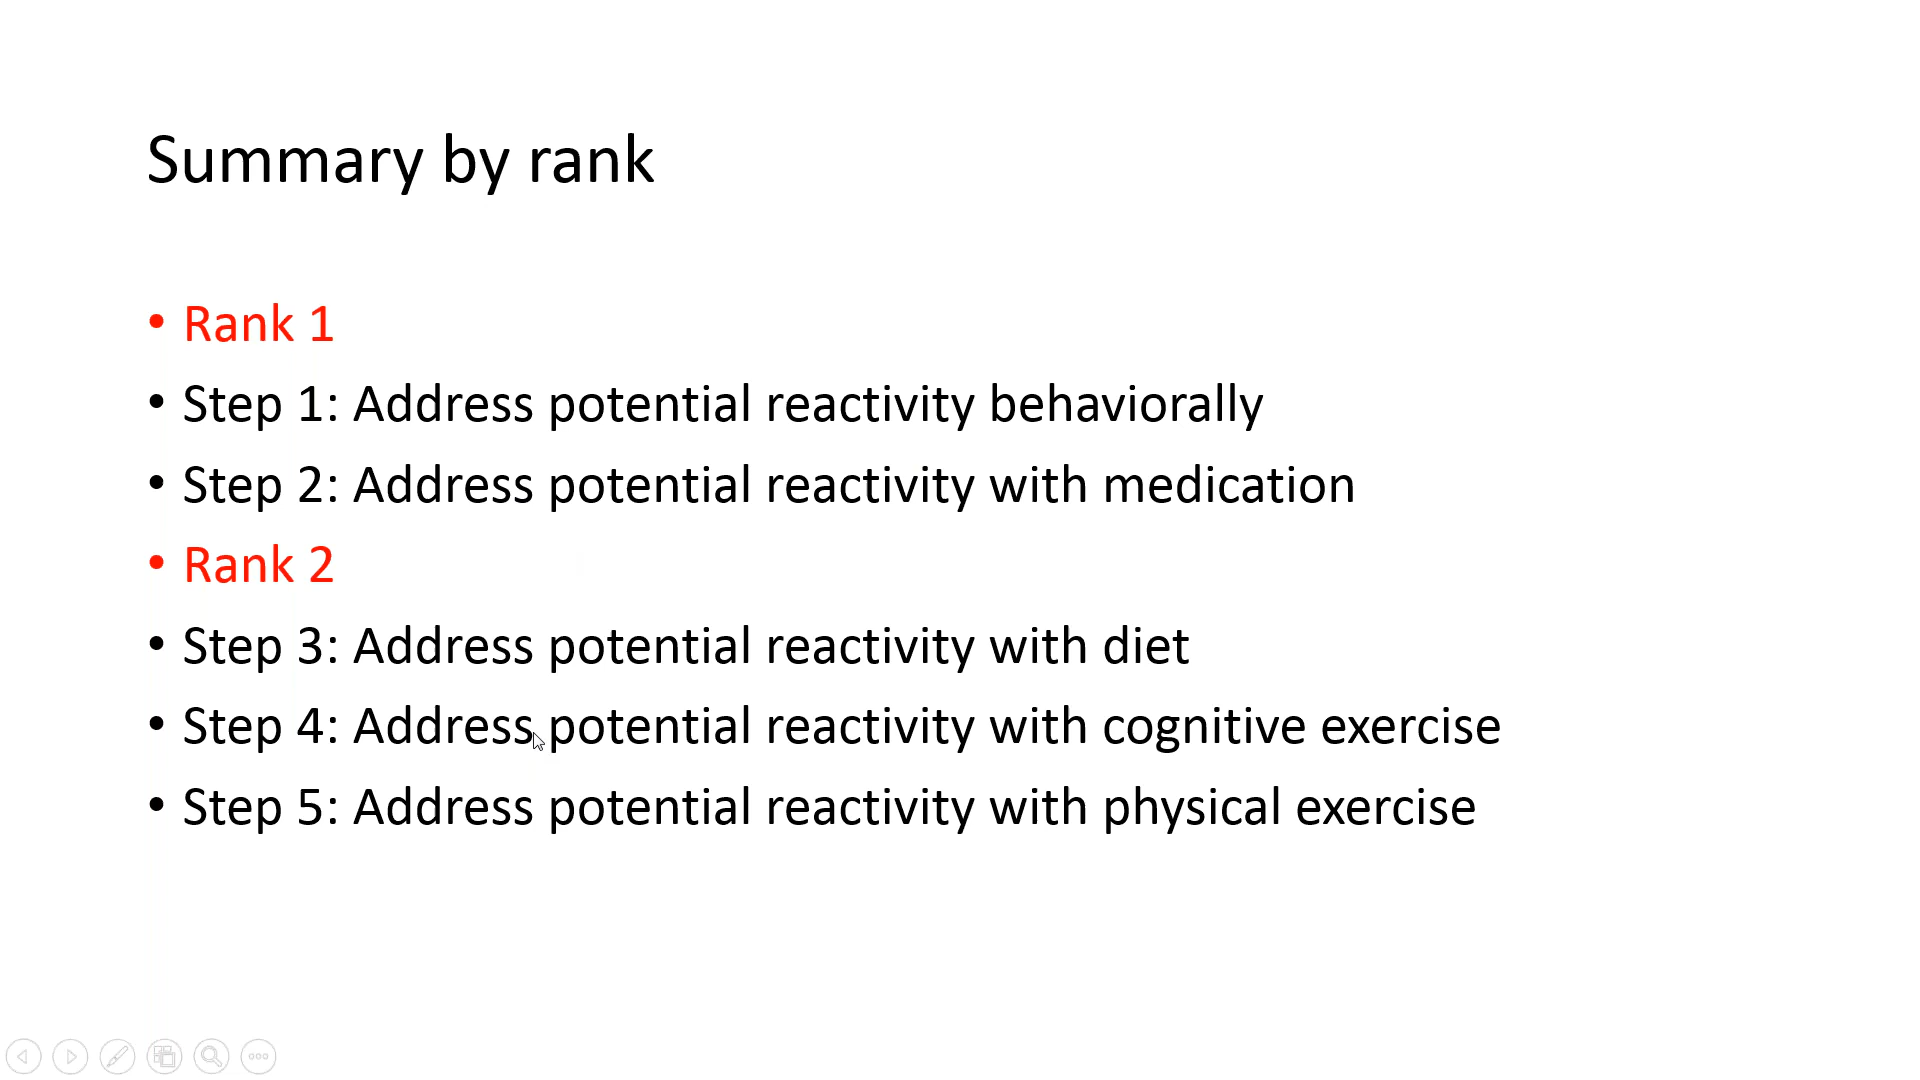 Summary by rank
• Rank 1
• Step 1: Address potential reactivity behaviorally
• Step 2: Address potential reactivity with medication
• Rank 2
• Step 3: Address potential reactivity with diet
• Step 4: Address potential reactivity with cognitive exercise
• Step 5: Address potential reactivity with physical exercise